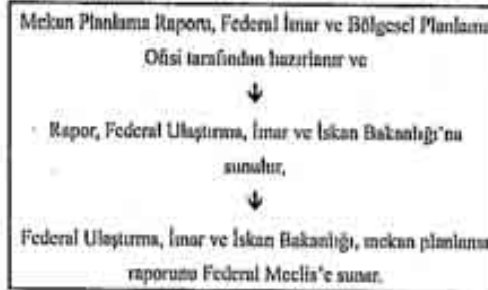 Mekan Planlama Raporu, Federal İmar ve Bölgesel Planlama
Ofisi tarafından hazırlanır ve
↓
Rapor, Federal Ulaştırma, İmar ve İskan Bakanlığı'na
sunulur,
↓
Federal Ulaştırma, İmar ve İskan Bakanlığı, mekan planlama
raporunu Federal Meclis'e sunar.